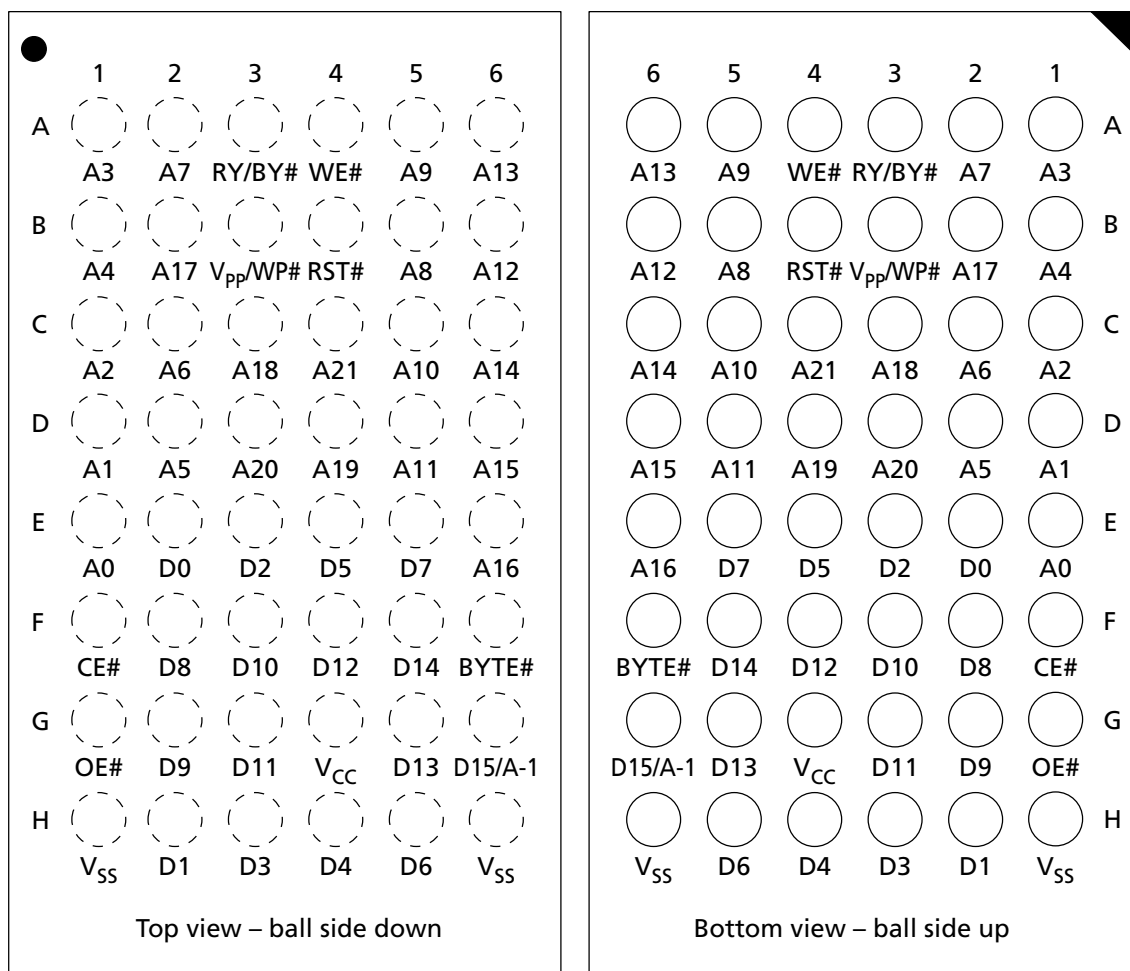 1 2 3 4 5 6
A
A3 A7 RY/BY# WE# A9 A13
B
A4 A17 VPP/WP# RST# A8 A12
C
A2 A6 A18 A21 A10 A14
D
A1 A5 A20 A19 A11 A15
E
A0 D0 D2 D5 D7 A16
F
CE# D8 D10 D12 D14 BYTE#
G
OE# D9 D11 VCC D13 D15/A-1
H
VSS D1 D3 D4 D6 VSS
Top view – ball side down
6 5 4 3 2 1
A
A13 A9 WE# RY/BY# A7 A3
B
A12 A8 RST# VPP/WP# A17 A4
C
A14 A10 A21 A18 A6 A2
D
A15 A11 A19 A20 A5 A1
E
A16 D7 D5 D2 D0 A0
F
BYTE# D14 D12 D10 D8 CE#
G
D15/A-1 D13 VCC D11 D9 OE#
H
VSS D6 D4 D3 D1 VSS
Bottom view – ball side up